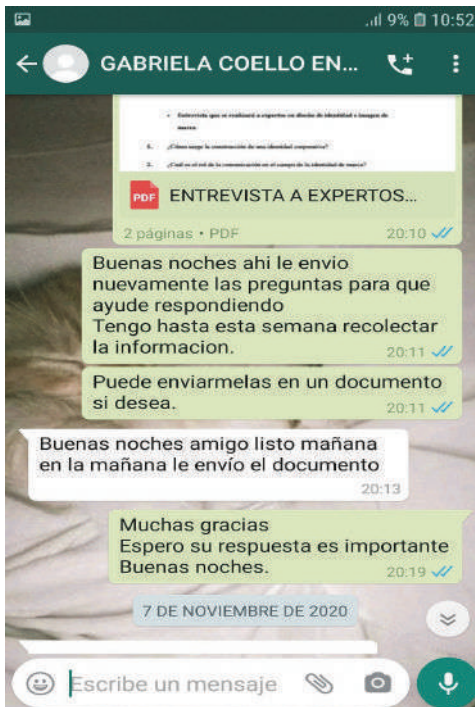 9% 10:52
GABRIELA COELLO EN...
• Entrevista que se realizará a expertos en diseño de identidad e imagen de
marca
1. ¿Cómo surge la construcción de una identidad corporativa?
2. ¿Cuál es el rol de la comunicación en el campo de la identidad de marca?
PDF ENTREVISTA A EXPERTOS...
2 páginas • PDF 20:10
Buenas noches ahi le envio
nuevamente las preguntas para que
ayude respondiendo
Tengo hasta esta semana recolectar
la informacion. 20:11
Puede enviarmelas en un documento
si desea. 20:11
Buenas noches amigo listo mañana
en la mañana le envío el documento
20:13
Muchas gracias
Espero su respuesta es importante
Buenas noches. 20:19
7 DE NOVIEMBRE DE 2020
Escribe un mensaje